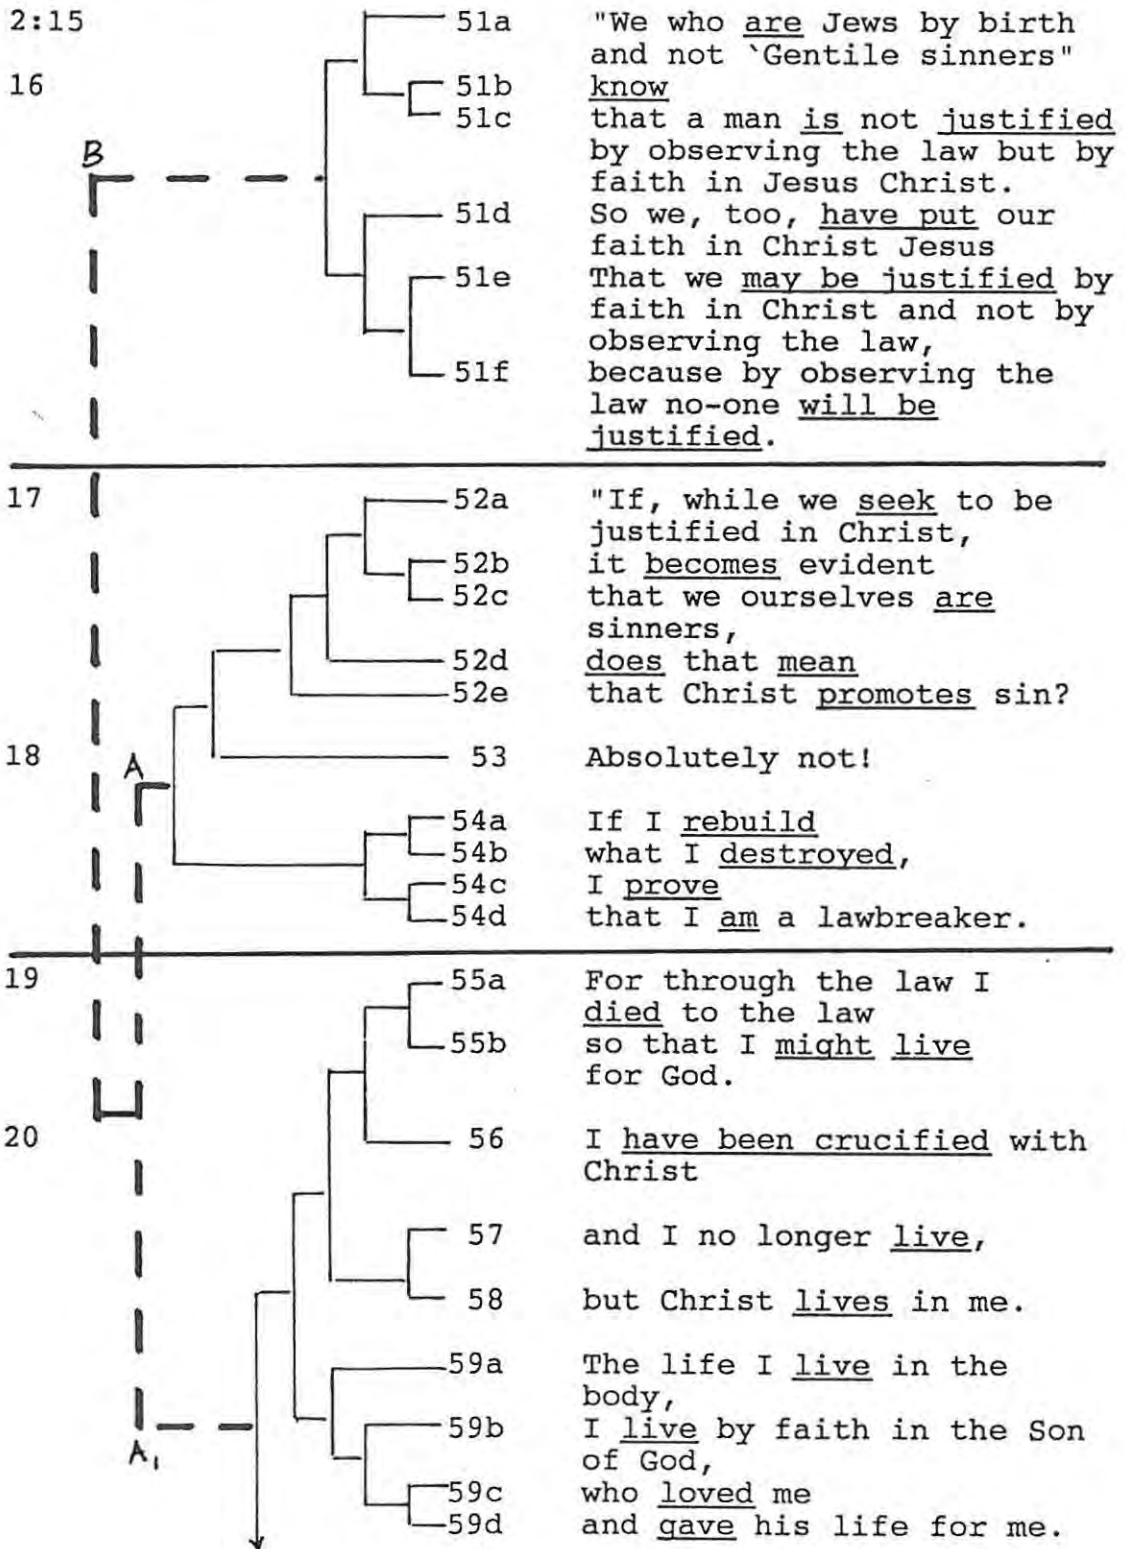 2:15 51a "We who are Jews by birth
and not `Gentile sinners"
16 51b know
51c that a man is not justified
by observing the law but by
B faith in Jesus Christ.
51d So we, too, have put our
faith in Christ Jesus
51e That we may be justified by
faith in Christ and not by
observing the law,
51f because by observing the
law no-one will be
justified.
17 52a "If, while we seek to be
justified in Christ,
52b it becomes evident
52c that we ourselves are
sinners,
52d does that mean
52e that Christ promotes sin?
18 A 53 Absolutely not!
54a If I rebuild
54b what I destroyed,
54c I prove
54d that I am a lawbreaker.
19 55a For through the law I
died to the law
55b so that I might live
for God.
20 56 I have been crucified with
Christ
57 and I no longer live,
58 but Christ lives in me.
59a The life I live in the
body,
59b I live by faith in the Son
A₁ of God,
59c who loved me
59d and gave his life for me.